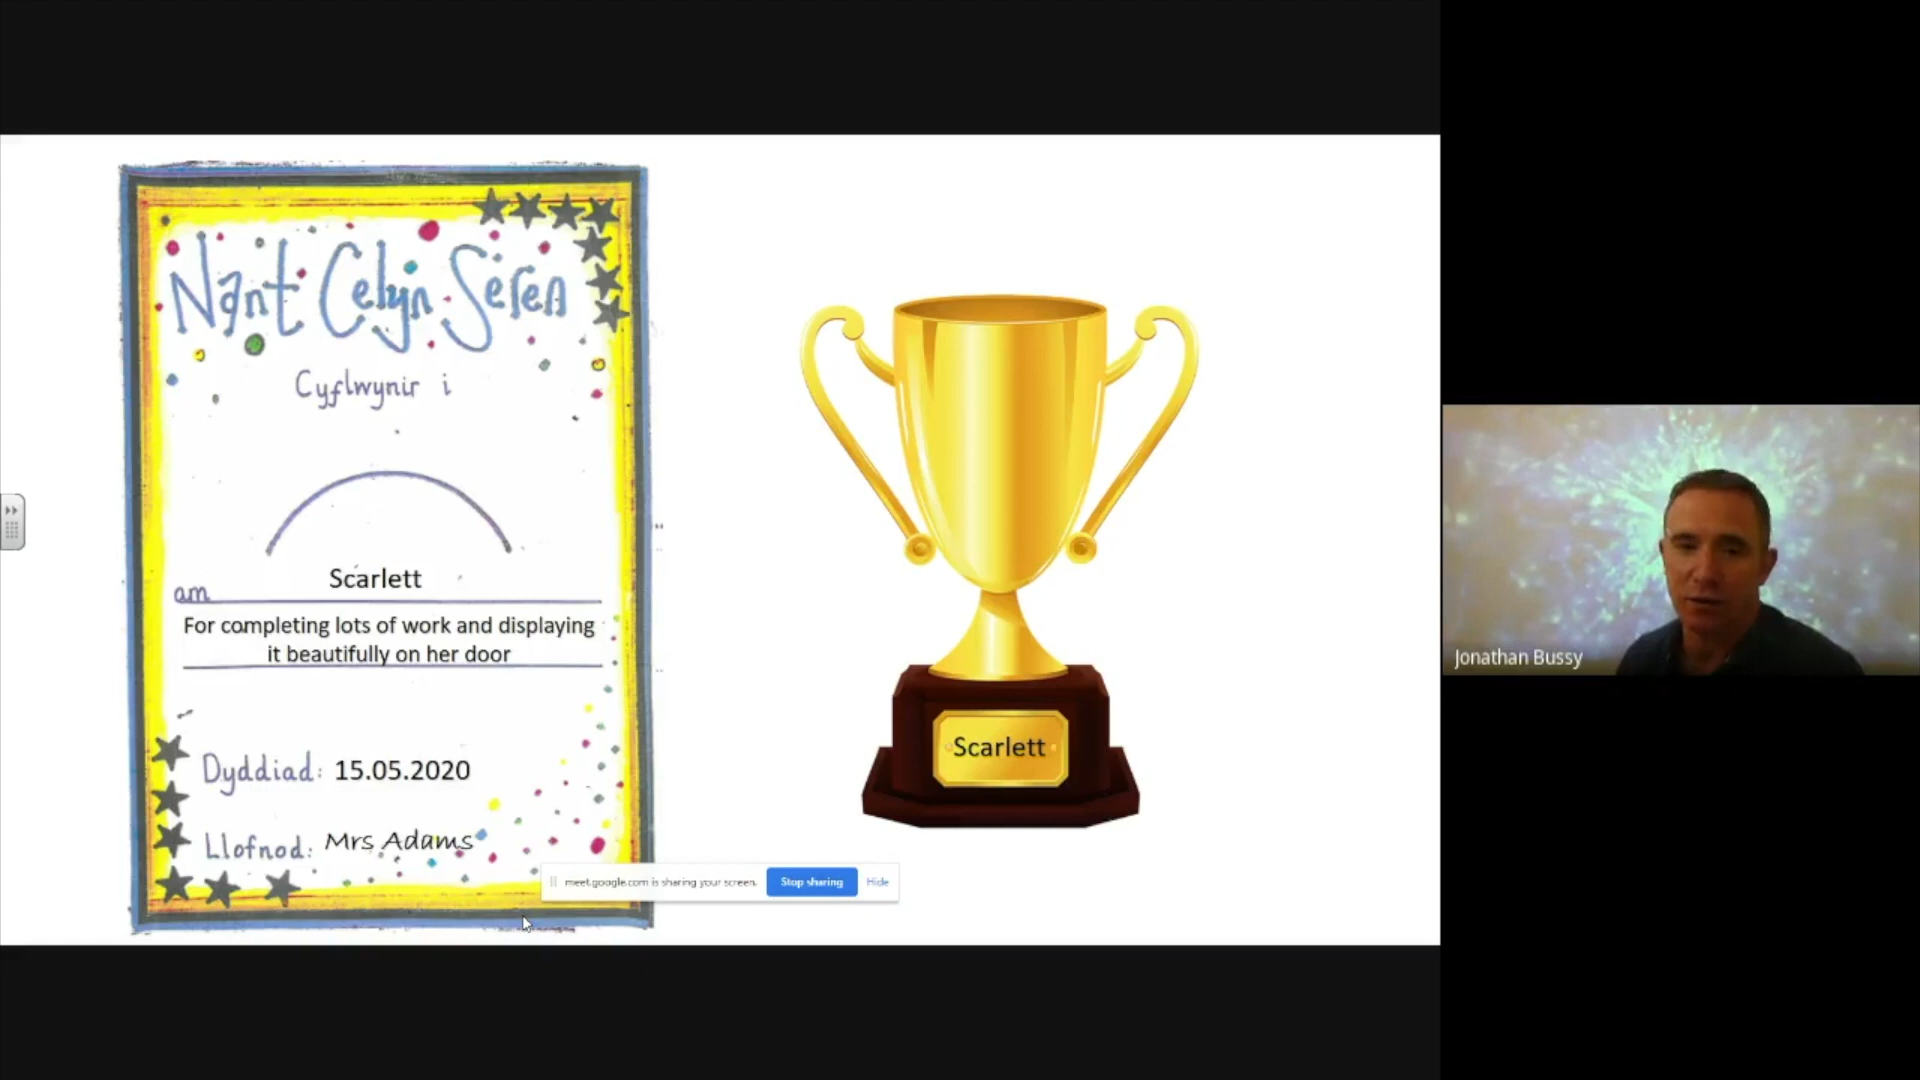 Nant Celyn Seren
Cyflwynir i
Scarlett
am
For completing lots of work and displaying
it beautifully on her door
Dyddiad: 15.05.2020
Llofnod: Mrs Adams
Scarlett
meet.google.com is sharing your screen.
Stop sharing
Hide
Jonathan Bussy